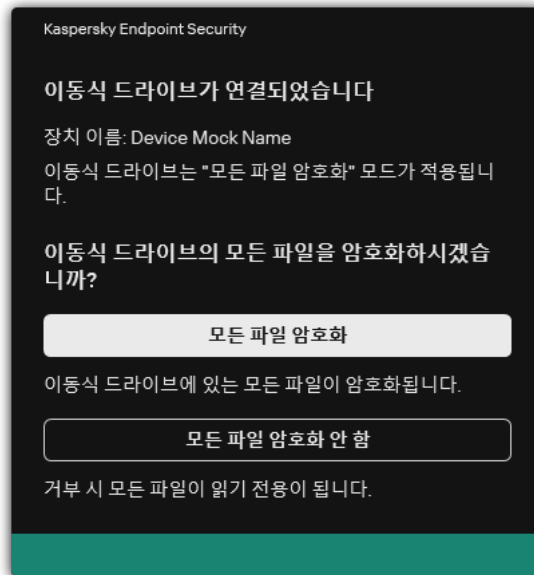 Kaspersky Endpoint Security
이동식 드라이브가 연결되었습니다
장치 이름: Device Mock Name
이동식 드라이브는 "모든 파일 암호화" 모드가 적용됩니
다.
이동식 드라이브의 모든 파일을 암호화하시겠습
니까?
모든 파일 암호화
이동식 드라이브에 있는 모든 파일이 암호화됩니다.
모든 파일 암호화 안 함
거부 시 모든 파일이 읽기 전용이 됩니다.